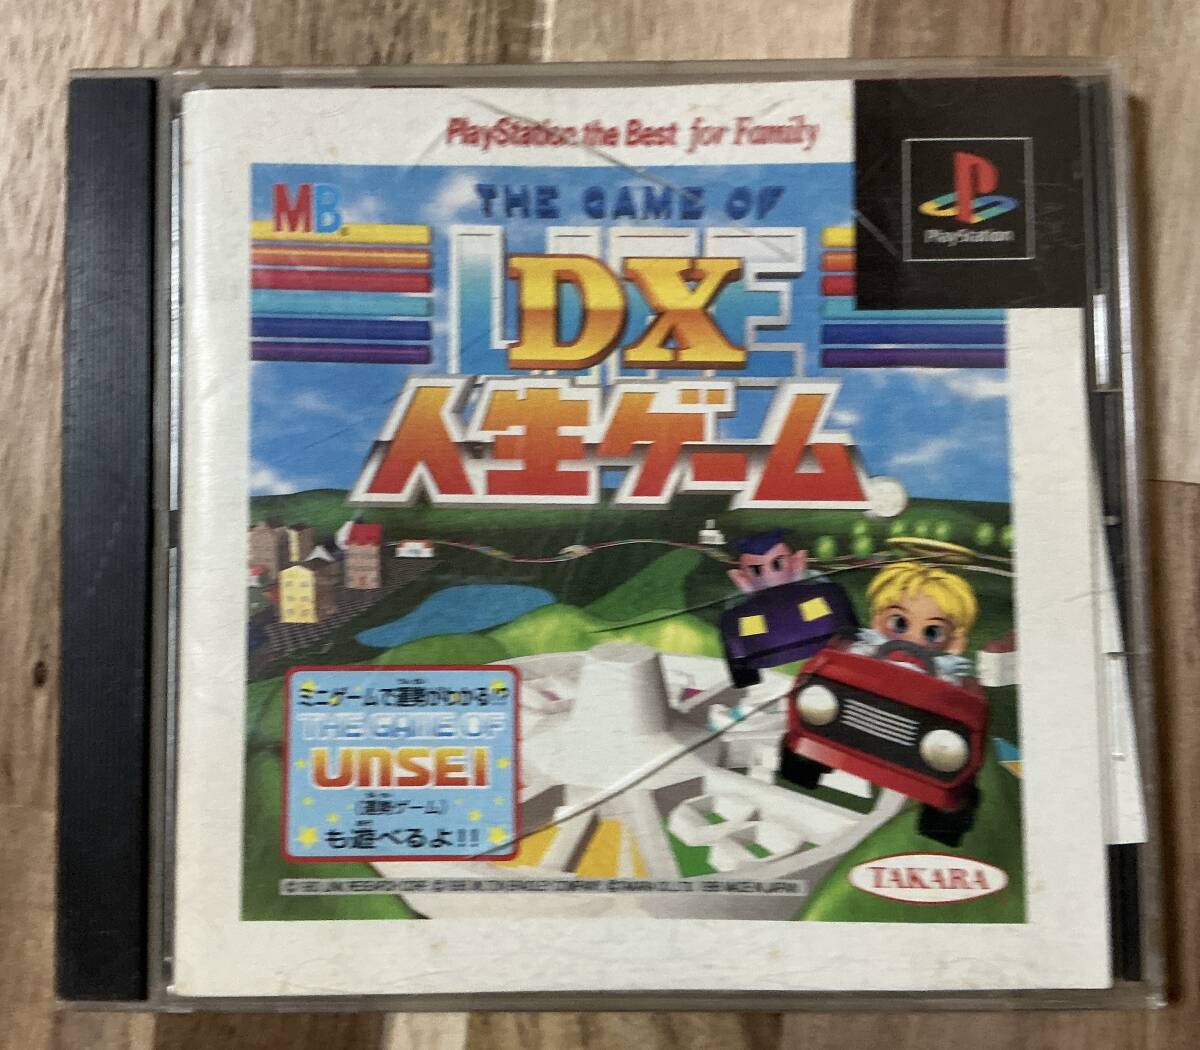 PlayStation the Best for Family
PlayStation
MB
THE GAME OF
LIFE
DX
人生ゲーム
ミニゲームで運勢がわかる!?
THE GAME OF
UNSEI
(運勢ゲーム)
も遊べるよ!!
TAKARA